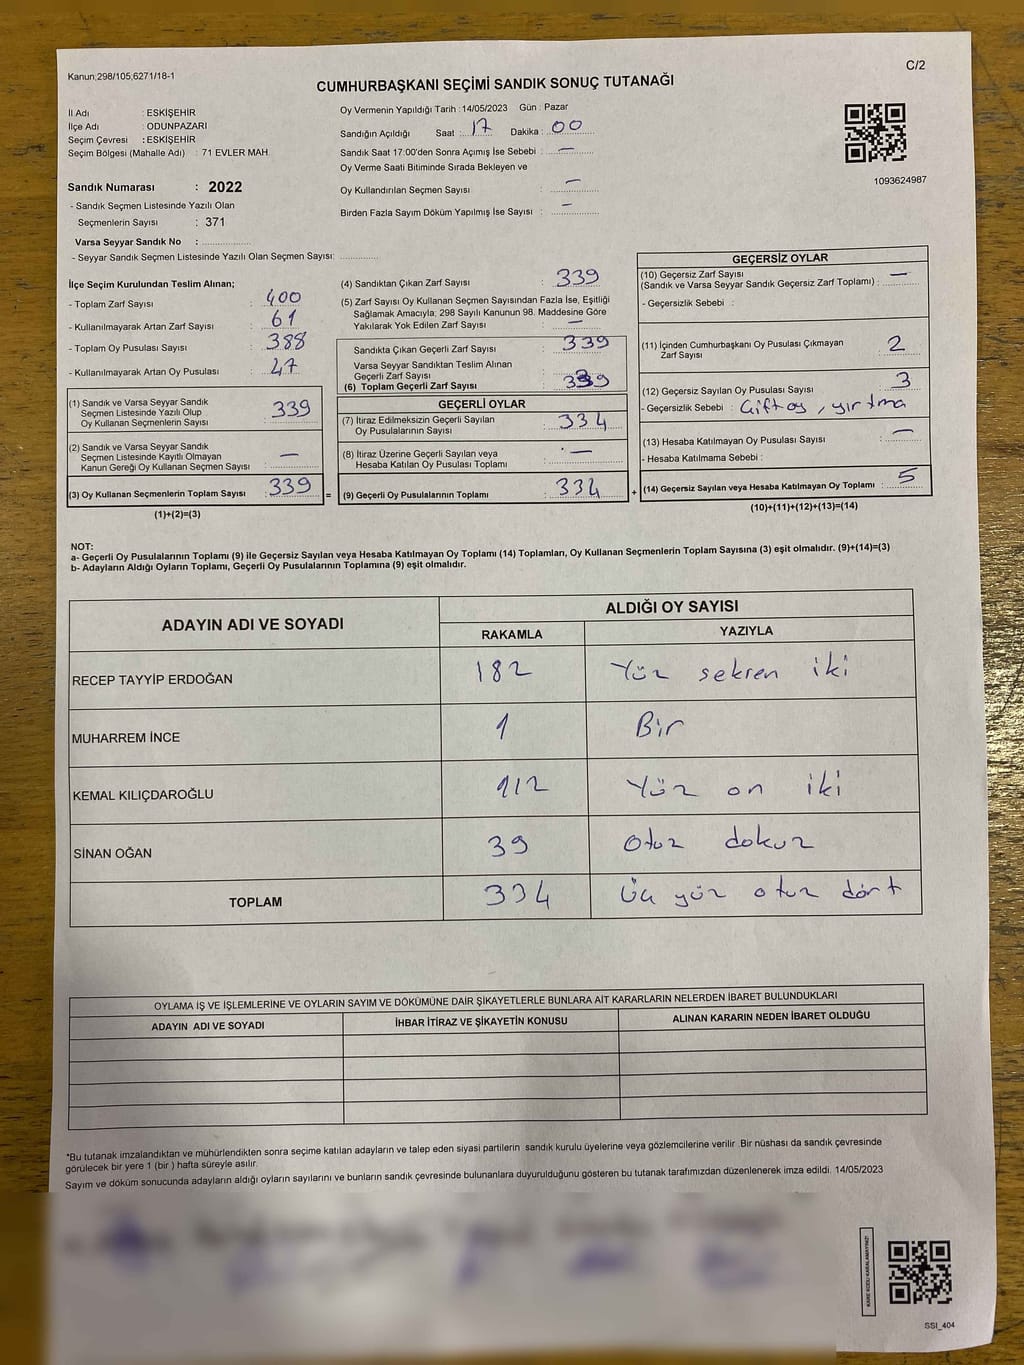 Kanun;298/105;6271/18-1
C/2
CUMHURBAŞKANI SEÇİMİ SANDIK SONUÇ TUTANAĞI
İl Adı : ESKİŞEHİR
İlçe Adı : ODUNPAZARI
Seçim Çevresi : ESKİŞEHİR
Seçim Bölgesi (Mahalle Adı) : 71 EVLER MAH.
Sandık Numarası : 2022
- Sandık Seçmen Listesinde Yazılı Olan
Seçmenlerin Sayısı : 371
Varsa Seyyar Sandık No :
- Seyyar Sandık Seçmen Listesinde Yazılı Olan Seçmen Sayısı:
Oy Vermenin Yapıldığı Tarih : 14/05/2023 Gün : Pazar
Sandığın Açıldığı Saat : 17 Dakika : 00
Sandık Saat 17:00'den Sonra Açımış İse Sebebi : —
Oy Verme Saati Bitiminde Sırada Bekleyen ve
Oy Kullandırılan Seçmen Sayısı : —
Birden Fazla Sayım Döküm Yapılmış İse Sayısı : —
1093624987
İlçe Seçim Kurulundan Teslim Alınan;
- Toplam Zarf Sayısı : 400
- Kullanılmayarak Artan Zarf Sayısı : 61
- Toplam Oy Pusulası Sayısı : 388
- Kullanılmayarak Artan Oy Pusulası : 47
(1) Sandık ve Varsa Seyyar Sandık
Seçmen Listesinde Yazılı Olup
Oy Kullanan Seçmenlerin Sayısı : 339
(2) Sandık ve Varsa Seyyar Sandık
Seçmen Listesinde Kayıtlı Olmayan
Kanun Gereği Oy Kullanan Seçmen Sayısı : —
(3) Oy Kullanan Seçmenlerin Toplam Sayısı : 339
(1)+(2)=(3)
=
(4) Sandıktan Çıkan Zarf Sayısı : 339
(5) Zarf Sayısı Oy Kullanan Seçmen Sayısından Fazla İse, Eşitliği
Sağlamak Amacıyla; 298 Sayılı Kanunun 98. Maddesine Göre
Yakılarak Yok Edilen Zarf Sayısı : —
Sandıkta Çıkan Geçerli Zarf Sayısı : 339
Varsa Seyyar Sandıktan Teslim Alınan
Geçerli Zarf Sayısı :
(6) Toplam Geçerli Zarf Sayısı : 339
GEÇERLİ OYLAR
(7) İtiraz Edilmeksizin Geçerli Sayılan
Oy Pusulalarının Sayısı : 334
(8) İtiraz Üzerine Geçerli Sayılan veya
Hesaba Katılan Oy Pusulası Toplamı : —
(9) Geçerli Oy Pusulalarının Toplamı : 334
+
GEÇERSİZ OYLAR
(10) Geçersiz Zarf Sayısı
(Sandık ve Varsa Seyyar Sandık Geçersiz Zarf Toplamı) : —
- Geçersizlik Sebebi :
(11) İçinden Cumhurbaşkanı Oy Pusulası Çıkmayan
Zarf Sayısı : 2
(12) Geçersiz Sayılan Oy Pusulası Sayısı : 3
- Geçersizlik Sebebi : Çift oy, yırtma
(13) Hesaba Katılmayan Oy Pusulası Sayısı : —
- Hesaba Katılmama Sebebi :
(14) Geçersiz Sayılan veya Hesaba Katılmayan Oy Toplamı : 5
(10)+(11)+(12)+(13)=(14)
NOT:
a- Geçerli Oy Pusulalarının Toplamı (9) ile Geçersiz Sayılan veya Hesaba Katılmayan Oy Toplamı (14) Toplamları, Oy Kullanan Seçmenlerin Toplam Sayısına (3) eşit olmalıdır. (9)+(14)=(3)
b- Adayların Aldığı Oyların Toplamı, Geçerli Oy Pusulalarının Toplamına (9) eşit olmalıdır.
ADAYIN ADI VE SOYADI
ALDIĞI OY SAYISI
RAKAMLA YAZIYLA
RECEP TAYYİP ERDOĞAN 182 Yüz seksen iki
MUHARREM İNCE 1 Bir
KEMAL KILIÇDAROĞLU 112 Yüz on iki
SİNAN OĞAN 39 Otuz dokuz
TOPLAM 334 Üç yüz otuz dört
OYLAMA İŞ VE İŞLEMLERİNE VE OYLARIN SAYIM VE DÖKÜMÜNE DAİR ŞİKAYETLERLE BUNLARA AİT KARARLARIN NELERDEN İBARET BULUNDUKLARI
ADAYIN ADI VE SOYADI İHBAR İTİRAZ VE ŞİKAYETİN KONUSU ALINAN KARARIN NEDEN İBARET OLDUĞU
*Bu tutanak imzalandıktan ve mühürlendikten sonra seçime katılan adayların ve talep eden siyasi partilerin sandık kurulu üyelerine veya gözlemcilerine verilir. Bir nüshası da sandık çevresinde
görülecek bir yere 1 (bir ) hafta süreyle asılır.
Sayım ve döküm sonucunda adayların aldığı oyların sayılarını ve bunların sandık çevresinde bulunanlara duyurulduğunu gösteren bu tutanak tarafımızdan düzenlenerek imza edildi. 14/05/2023
KARE KODU KARALAMAYINIZ!
SSI_404